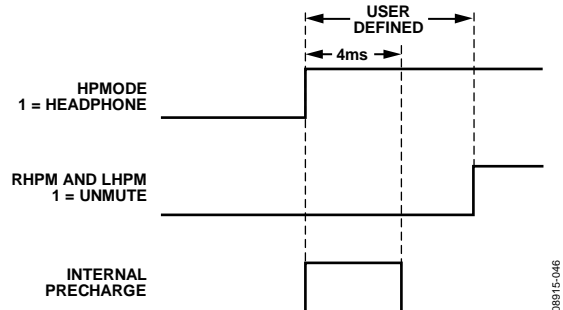 USER
DEFINED
4ms
HPMODE
1 = HEADPHONE
RHPM AND LHPM
1 = UNMUTE
INTERNAL
PRECHARGE
08915-046